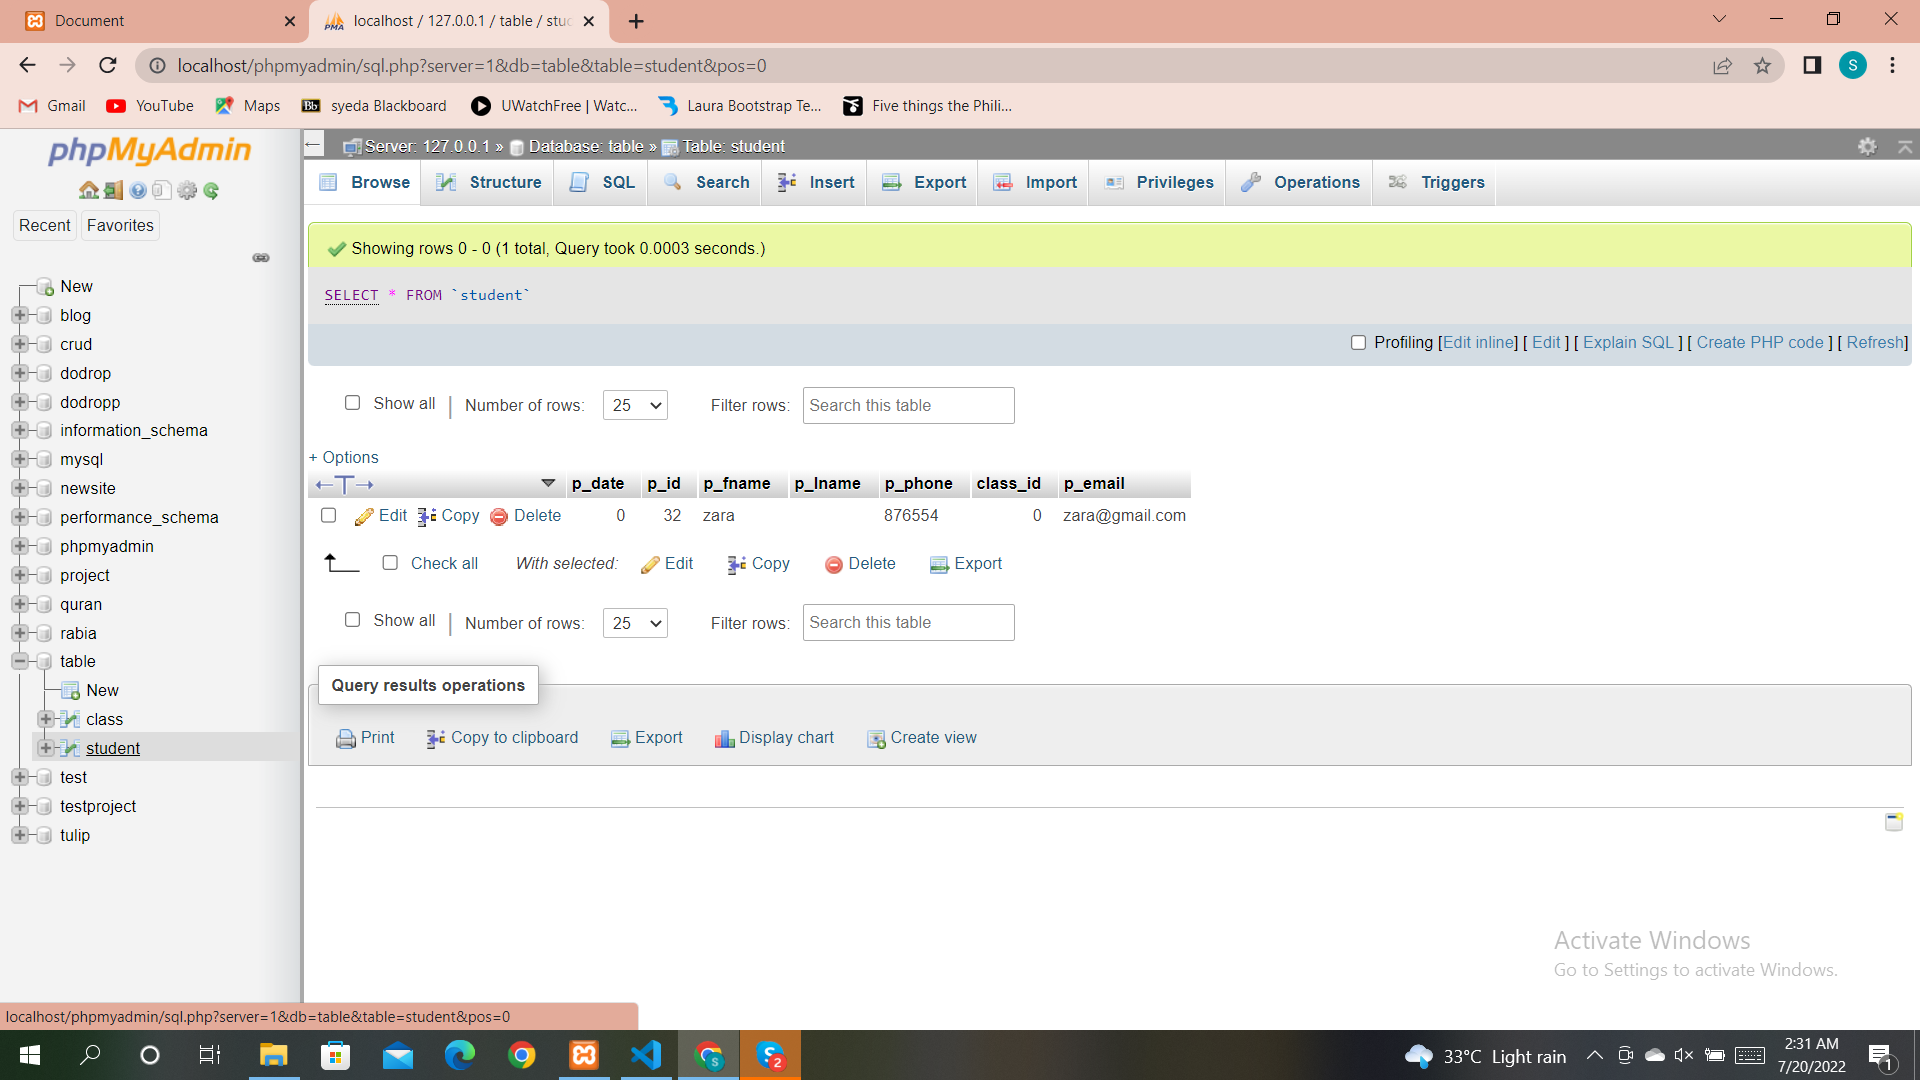 Document
localhost / 127.0.0.1 / table / stud
localhost/phpmyadmin/sql.php?server=1&db=table&table=student&pos=0
S
Gmail YouTube Maps Bb syeda Blackboard UWatchFree | Watc... Laura Bootstrap Te... Five things the Phili...
phpMyAdmin
Recent Favorites
New
blog
crud
dodrop
dodropp
information_schema
mysql
newsite
performance_schema
phpmyadmin
project
quran
rabia
table
New
class
student
test
testproject
tulip
Server: 127.0.0.1 » Database: table » Table: student
Browse Structure SQL Search Insert Export Import Privileges Operations Triggers
Showing rows 0 - 0 (1 total, Query took 0.0003 seconds.)
SELECT * FROM `student`
Profiling [Edit inline] [ Edit ] [ Explain SQL ] [ Create PHP code ] [ Refresh]
Show all | Number of rows: 25 Filter rows: Search this table
+ Options
←T→ p_date p_id p_fname p_lname p_phone class_id p_email
Edit Copy Delete 0 32 zara 876554 0 zara@gmail.com
Check all With selected: Edit Copy Delete Export
Show all | Number of rows: 25 Filter rows: Search this table
Query results operations
Print Copy to clipboard Export Display chart Create view
Activate Windows
Go to Settings to activate Windows.
localhost/phpmyadmin/sql.php?server=1&db=table&table=student&pos=0
S 2 33°C Light rain 2:31 AM
7/20/2022 1